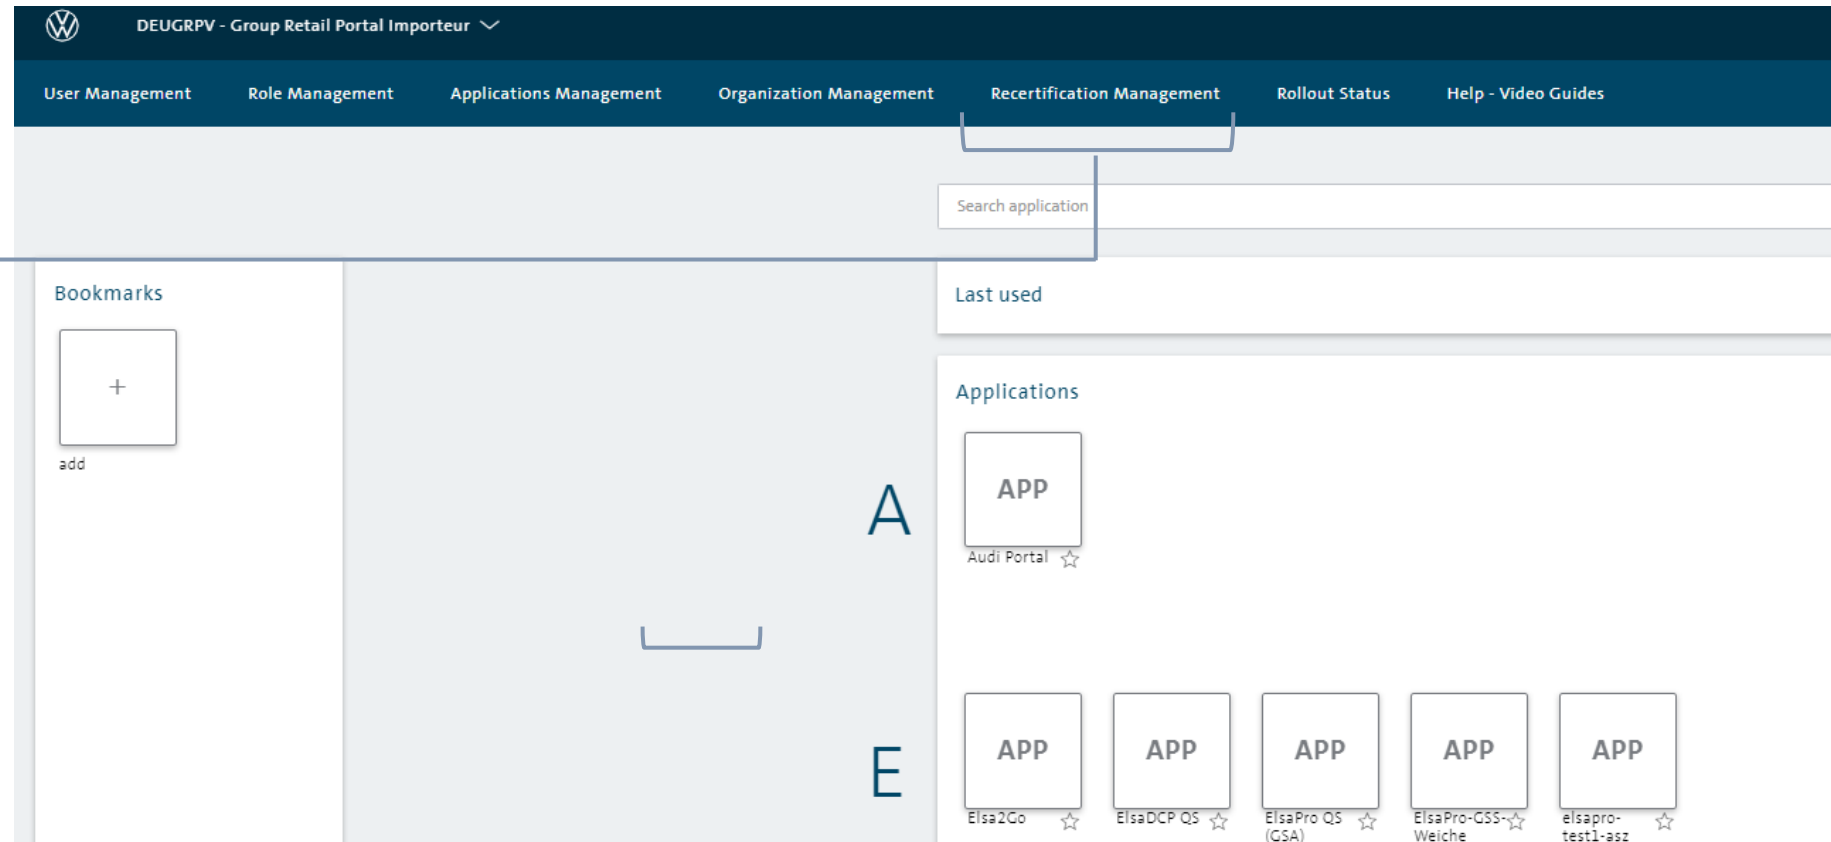 DEUGRPV - Group Retail Portal Importeur
User Management Role Management Applications Management Organization Management Recertification Management Rollout Status Help - Video Guides
Search application
Bookmarks
+
add
Last used
Applications
A
APP
Audi Portal
E
APP APP APP APP APP
Elsa2Go ElsaDCP QS ElsaPro QS ElsaPro-GSS- elsapro-
(GSA) Weiche test1-asz